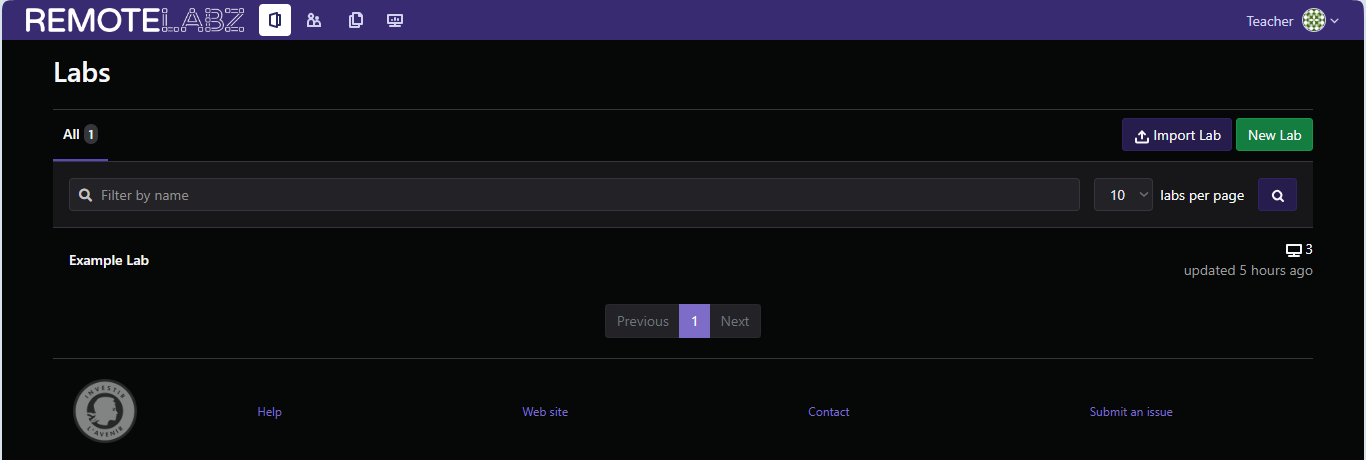 REMOTELABZ
Teacher
Labs
All 1
Import Lab
New Lab
Filter by name
10
labs per page
Example Lab
3
updated 5 hours ago
Previous 1 Next
INVESTIR
L'AVENIR
Help
Web site
Contact
Submit an issue